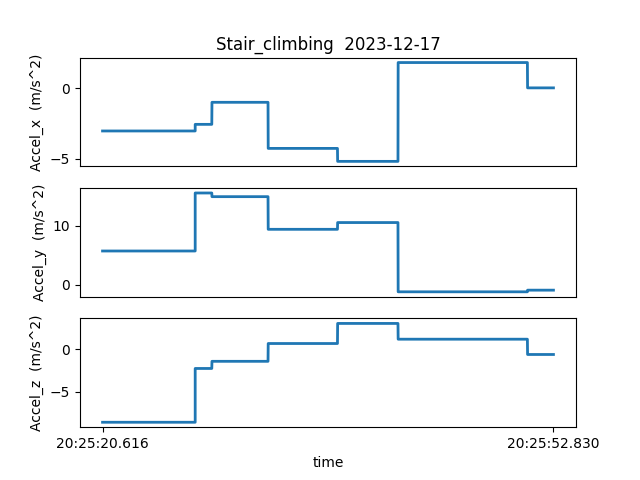 Stair_climbing  2023-12-17
Accel_x  (m/s^2)
0
−5
Accel_y  (m/s^2)
10
0
Accel_z  (m/s^2)
0
−5
20:25:20.616
20:25:52.830
time